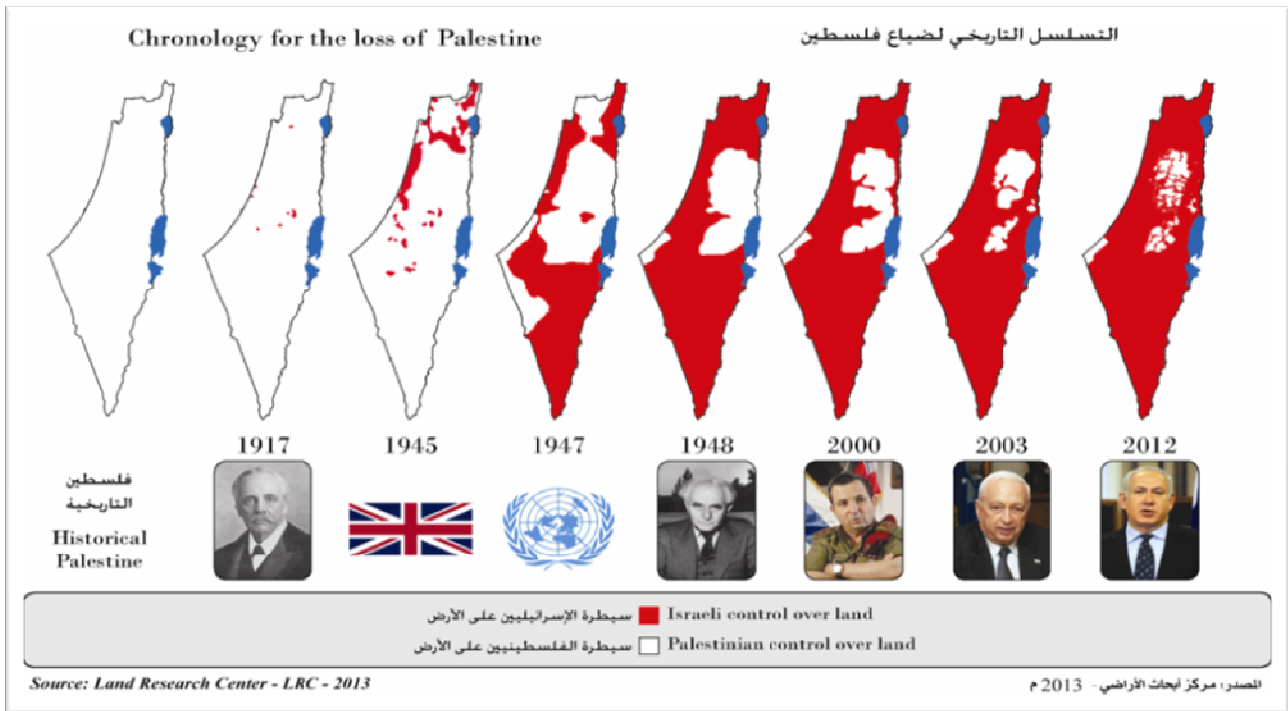 Chronology for the loss of Palestine
التسلسل التاريخي لضياع فلسطين
1917
1945
1947
1948
2000
2003
2012
فلسطين
التاريخية
Historical
Palestine
سيطرة الإسرائيليين على الأرض
Israeli control over land
سيطرة الفلسطينيين على الأرض
Palestinian control over land
Source: Land Research Center - LRC - 2013
المصدر: مركز أبحاث الأراضي- 2013 م